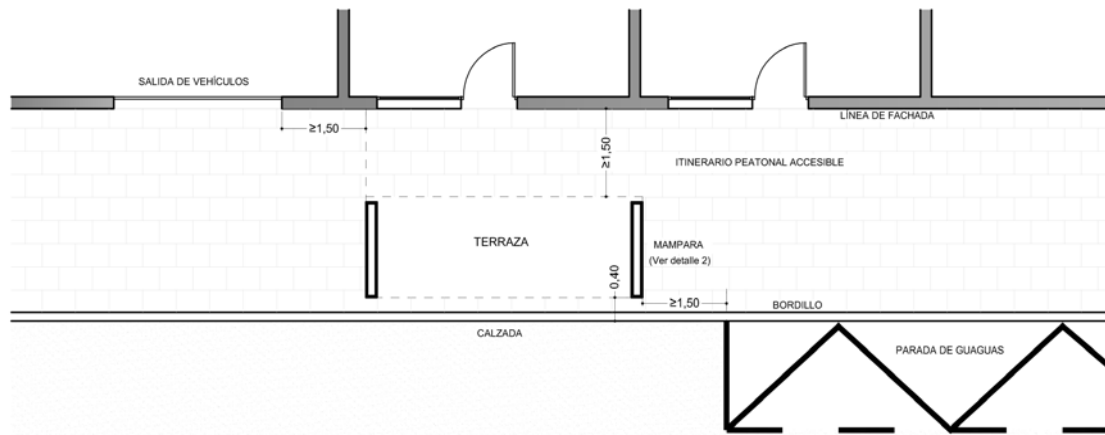 SALIDA DE VEHÍCULOS
LÍNEA DE FACHADA
≥1,50
≥1,50
ITINERARIO PEATONAL ACCESIBLE
TERRAZA
MAMPARA
(Ver detalle 2)
0,40
≥1,50
BORDILLO
CALZADA
PARADA DE GUAGUAS